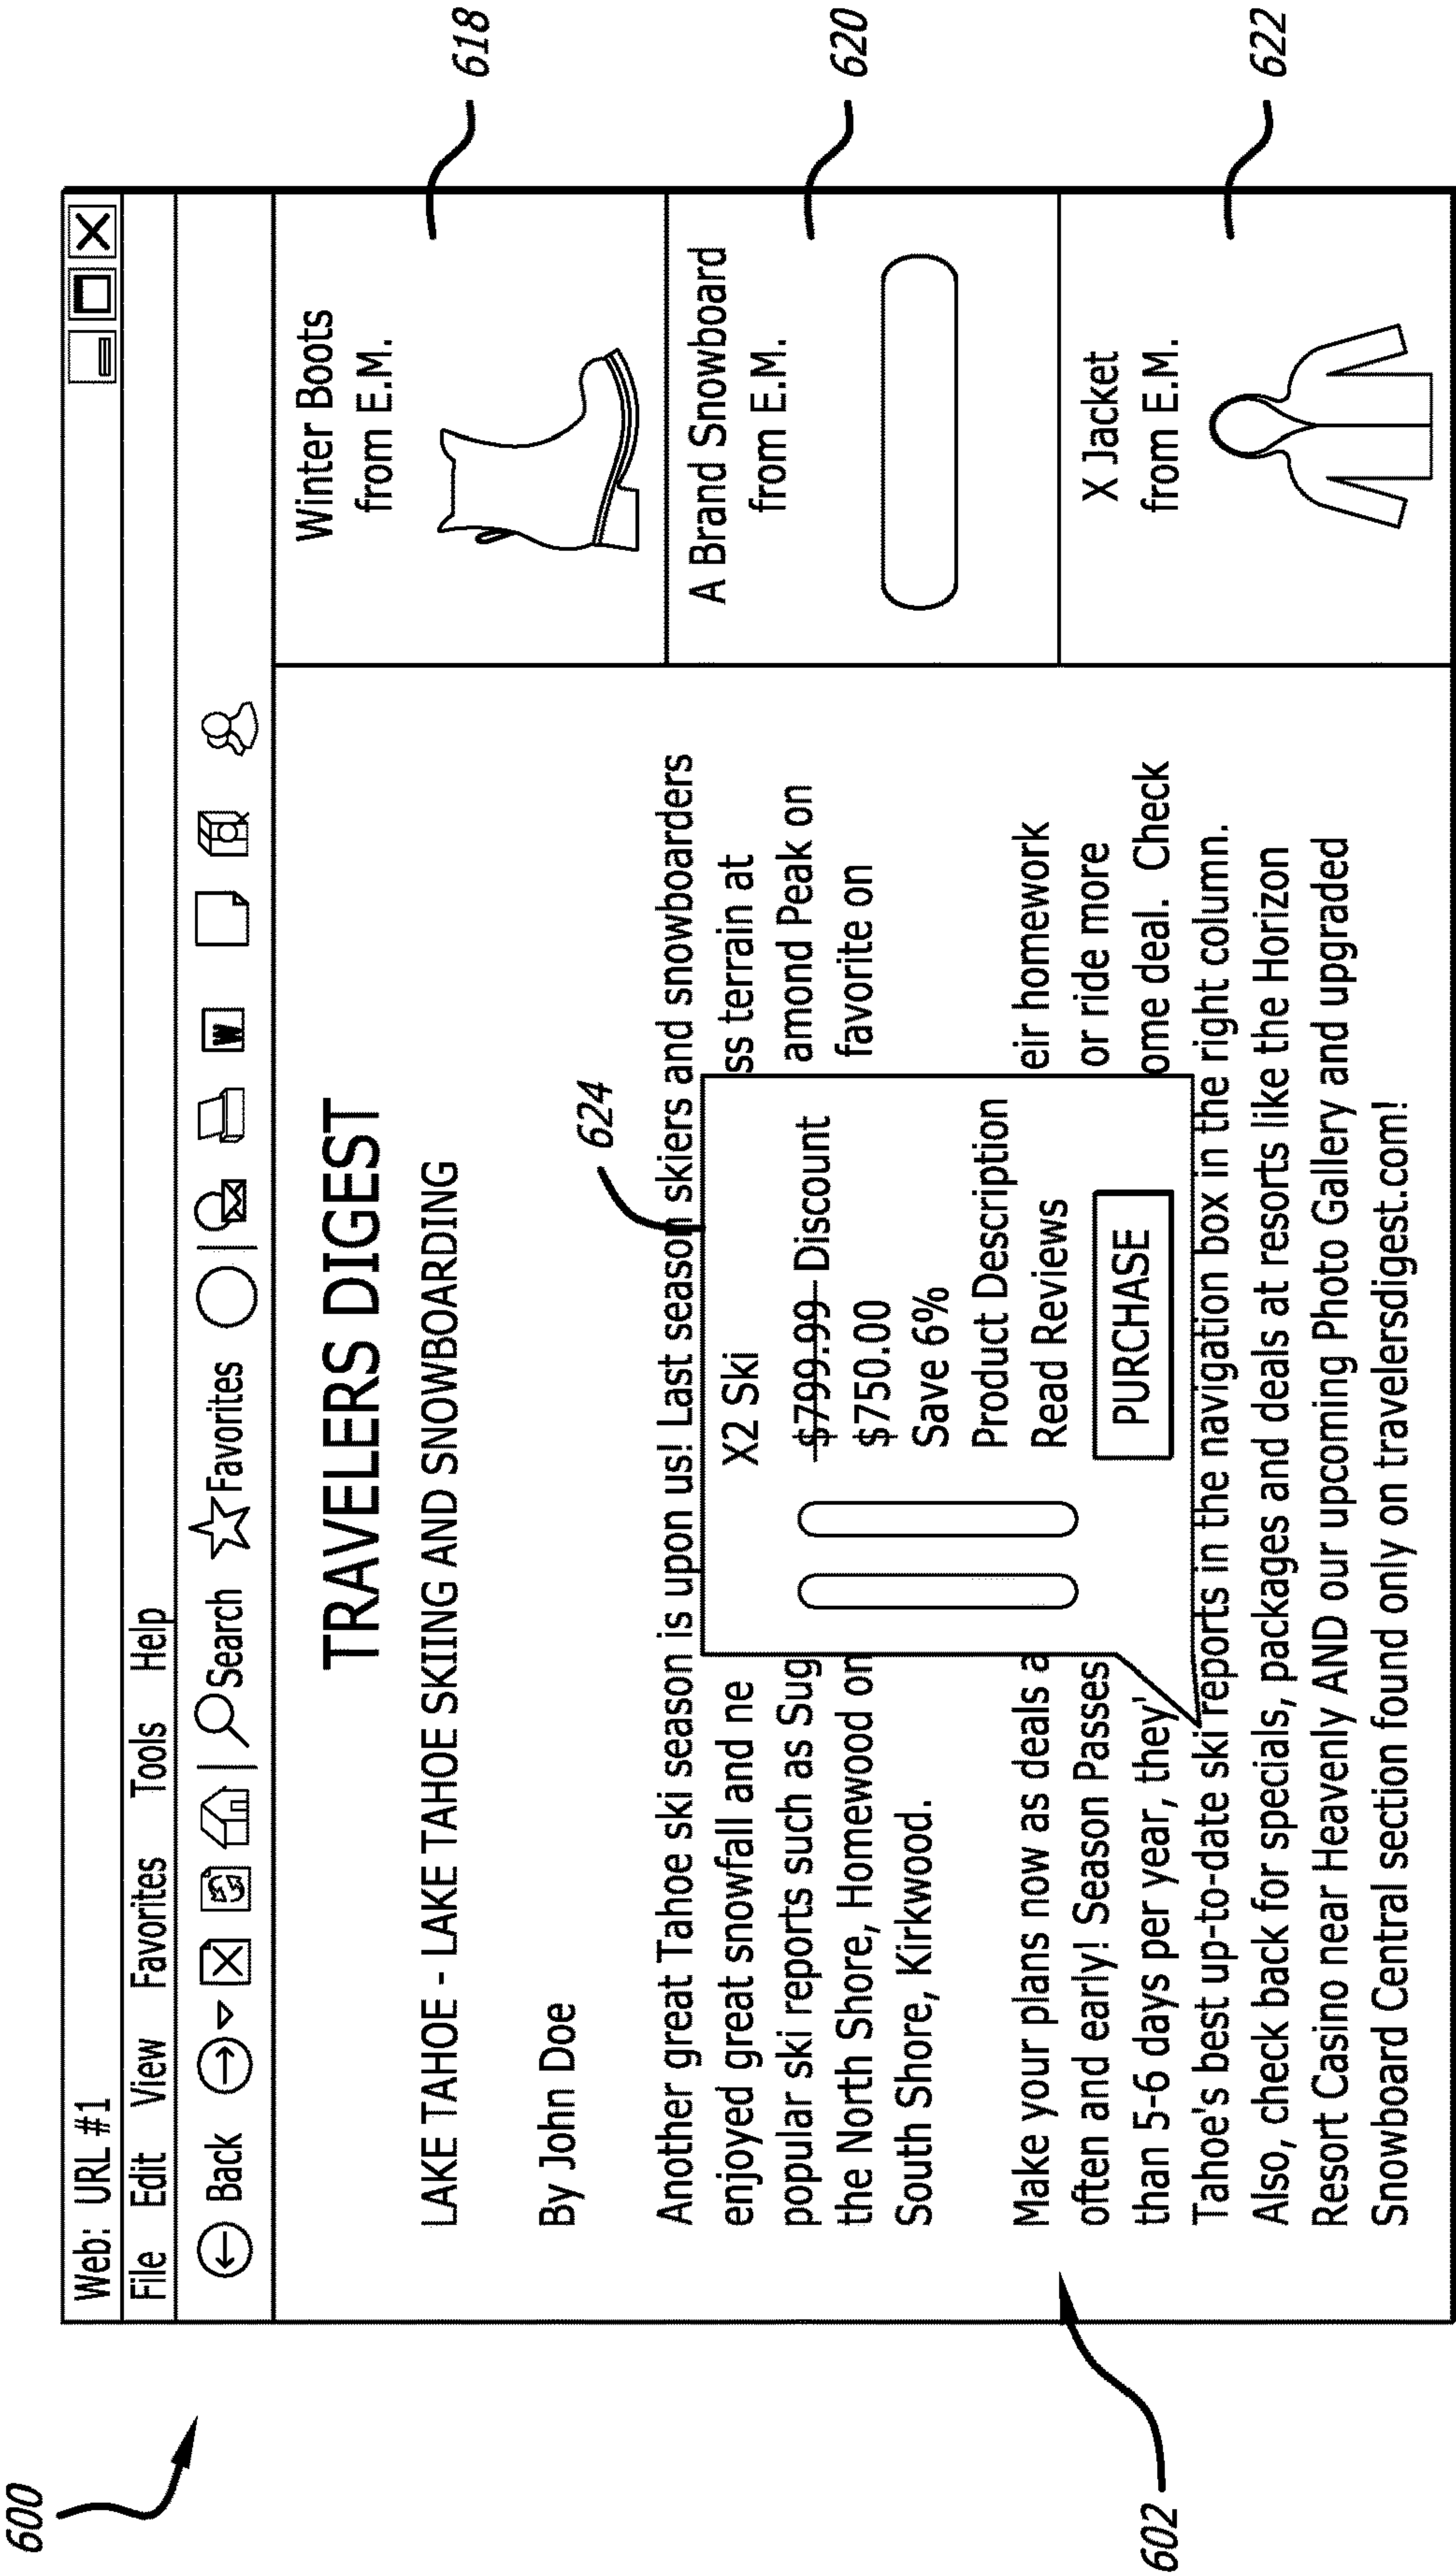 600
Web: URL #1
File Edit View Favorites Tools Help
Back Search Favorites W
TRAVELERS DIGEST
LAKE TAHOE - LAKE TAHOE SKIING AND SNOWBOARDING
By John Doe
624
Another great Tahoe ski season is upon us! Last season skiers and snowboarders
enjoyed great snowfall and ne ss terrain at
popular ski reports such as Sug amond Peak on
the North Shore, Homewood on favorite on
South Shore, Kirkwood.
Make your plans now as deals a eir homework
often and early! Season Passes or ride more
than 5-6 days per year, they' ome deal. Check
Tahoe's best up-to-date ski reports in the navigation box in the right column.
Also, check back for specials, packages and deals at resorts like the Horizon
Resort Casino near Heavenly AND our upcoming Photo Gallery and upgraded
Snowboard Central section found only on travelersdigest.com!
X2 Ski
$799.99 Discount
$750.00
Save 6%
Product Description
Read Reviews
PURCHASE
Winter Boots
from E.M.
618
A Brand Snowboard
from E.M.
620
X Jacket
from E.M.
622
602